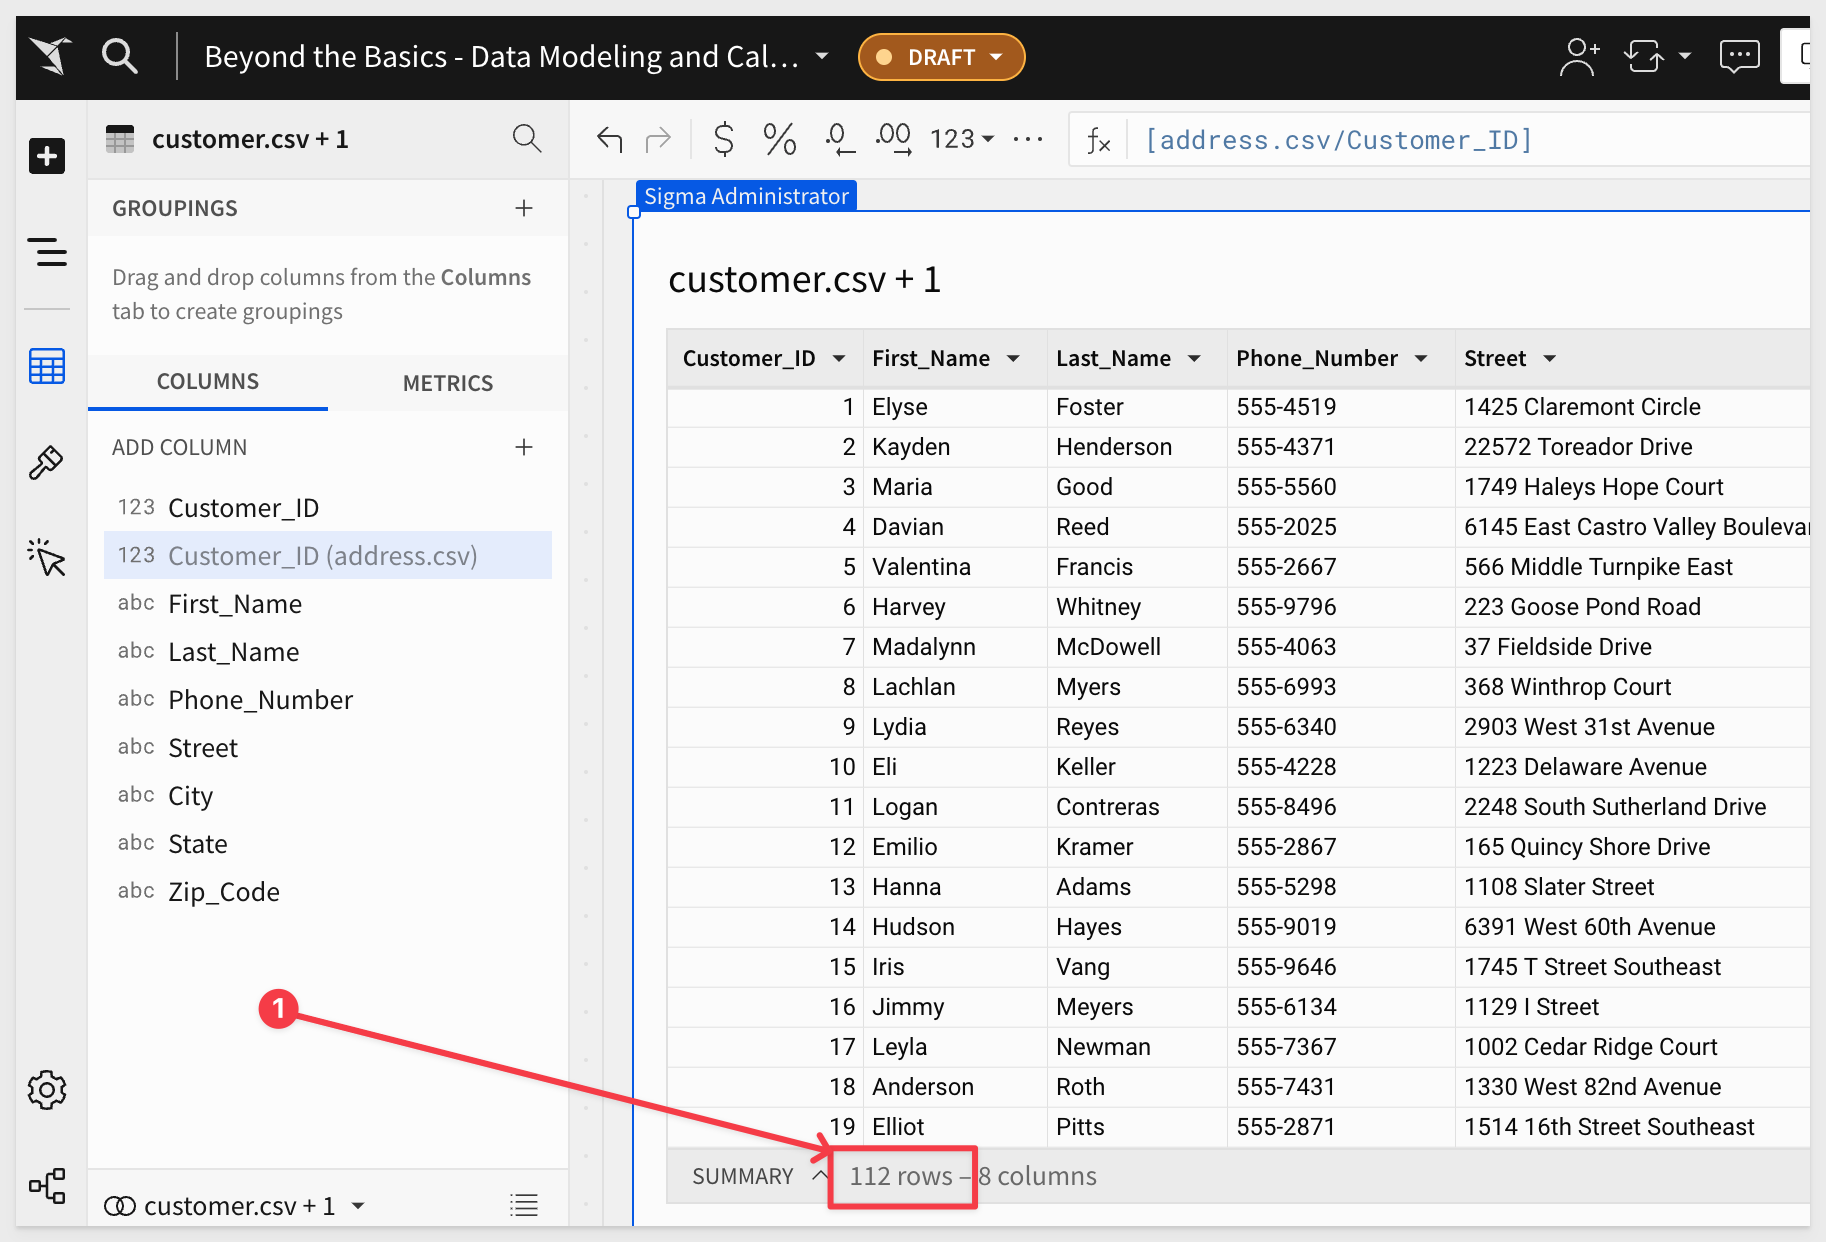 Beyond the Basics - Data Modeling and Cal... DRAFT
customer.csv + 1
$ % .0 .00 123 ... fx [address.csv/Customer_ID]
GROUPINGS +
Drag and drop columns from the Columns
tab to create groupings
COLUMNS METRICS
ADD COLUMN +
123 Customer_ID
123 Customer_ID (address.csv)
abc First_Name
abc Last_Name
abc Phone_Number
abc Street
abc City
abc State
abc Zip_Code
1
customer.csv + 1
Sigma Administrator
customer.csv + 1
Customer_ID First_Name Last_Name Phone_Number Street
1 Elyse Foster 555-4519 1425 Claremont Circle
2 Kayden Henderson 555-4371 22572 Toreador Drive
3 Maria Good 555-5560 1749 Haleys Hope Court
4 Davian Reed 555-2025 6145 East Castro Valley Boulevar
5 Valentina Francis 555-2667 566 Middle Turnpike East
6 Harvey Whitney 555-9796 223 Goose Pond Road
7 Madalynn McDowell 555-4063 37 Fieldside Drive
8 Lachlan Myers 555-6993 368 Winthrop Court
9 Lydia Reyes 555-6340 2903 West 31st Avenue
10 Eli Keller 555-4228 1223 Delaware Avenue
11 Logan Contreras 555-8496 2248 South Sutherland Drive
12 Emilio Kramer 555-2867 165 Quincy Shore Drive
13 Hanna Adams 555-5298 1108 Slater Street
14 Hudson Hayes 555-9019 6391 West 60th Avenue
15 Iris Vang 555-9646 1745 T Street Southeast
16 Jimmy Meyers 555-6134 1129 I Street
17 Leyla Newman 555-7367 1002 Cedar Ridge Court
18 Anderson Roth 555-7431 1330 West 82nd Avenue
19 Elliot Pitts 555-2871 1514 16th Street Southeast
SUMMARY 112 rows – 8 columns